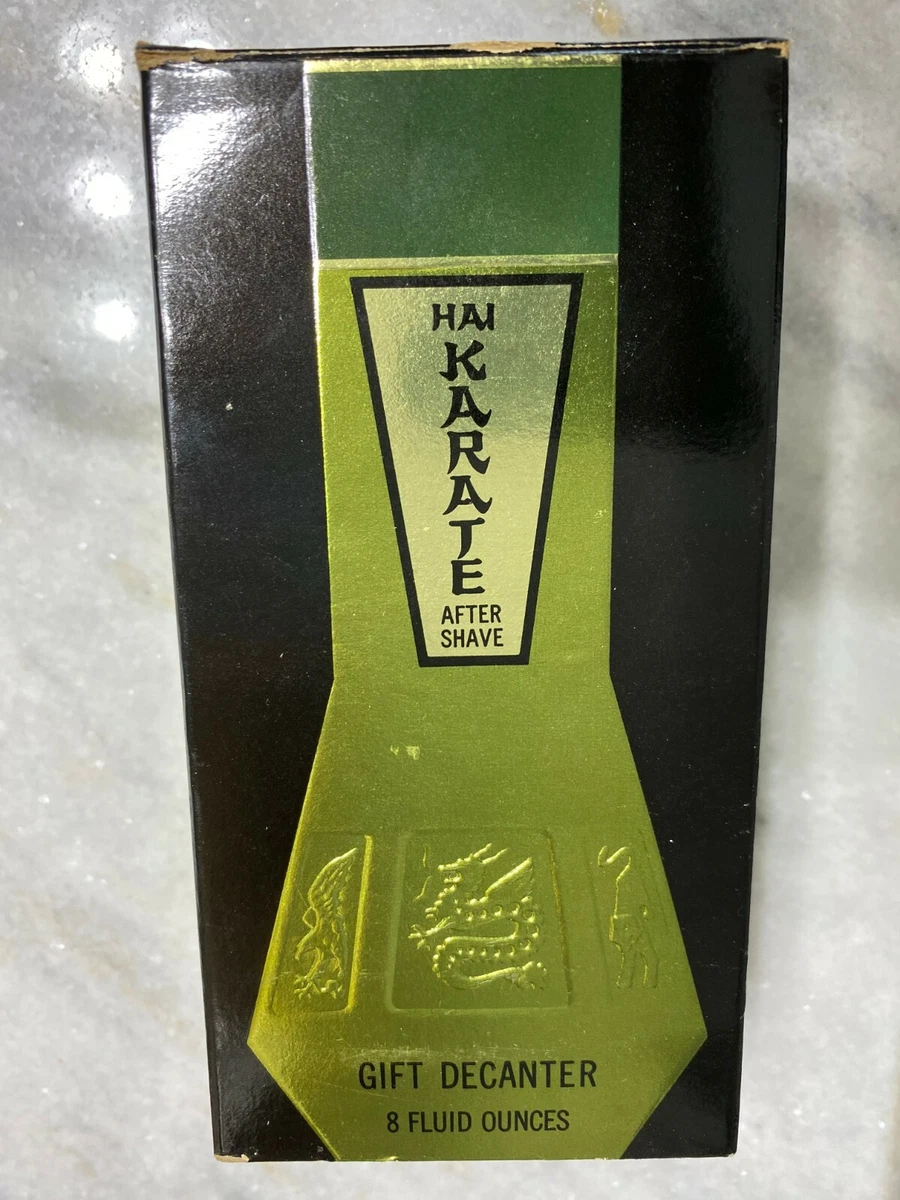 HAI
KARATE
AFTER
SHAVE
GIFT DECANTER
8 FLUID OUNCES